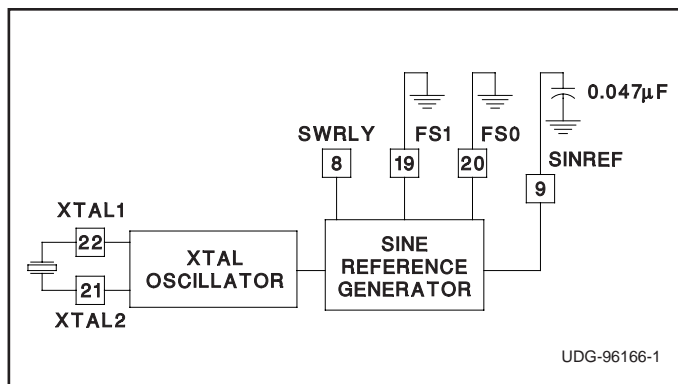 0.047µF
SWRLY FS1 FS0
SINREF
8 19 20
9
XTAL1
22
XTAL
OSCILLATOR
SINE
REFERENCE
GENERATOR
21
XTAL2
UDG-96166-1